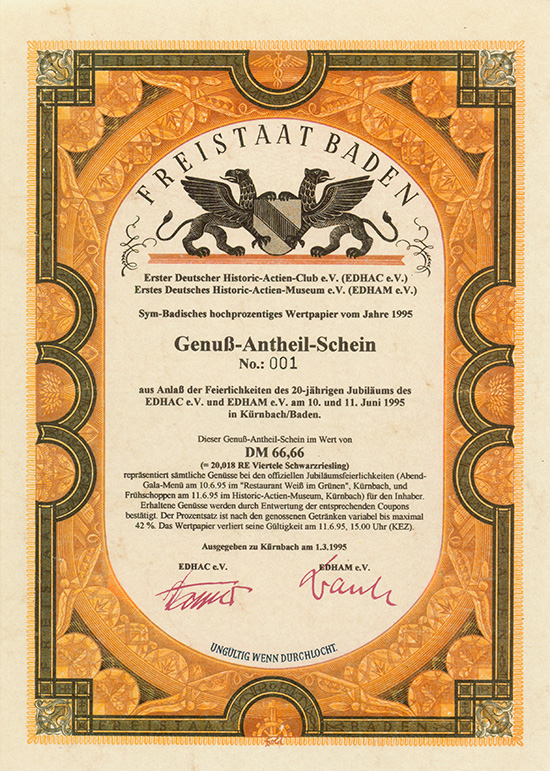 FREISTAAT BADEN
FREISTAAT BADEN
Erster Deutscher Historic-Actien-Club e.V. (EDHAC e.V.)
Erstes Deutsches Historic-Actien-Museum e.V. (EDHAM e.V.)
Sym-Badisches hochprozentiges Wertpapier vom Jahre 1995
Genuß-Antheil-Schein
No.: 001
aus Anlaß der Feierlichkeiten des 20-jährigen Jubiläums des
EDHAC e.V. und EDHAM e.V. am 10. und 11. Juni 1995
in Kürnbach/Baden.
Dieser Genuß-Antheil-Schein im Wert von
DM 66,66
(= 20,018 RE Viertele Schwarzriesling)
repräsentiert sämtliche Genüsse bei den offiziellen Jubiläumsfeierlichkeiten (Abend-
Gala-Menü am 10.6.95 im "Restaurant Weiß im Grünen", Kürnbach, und
Frühschoppen am 11.6.95 im Historic-Actien-Museum, Kürnbach) für den Inhaber.
Erhaltene Genüsse werden durch Entwertung der entsprechenden Coupons
bestätigt. Der Prozentsatz ist nach den genossenen Getränken variabel bis maximal
42 %. Das Wertpapier verliert seine Gültigkeit am 11.6.95, 15.00 Uhr (KEZ).
Ausgegeben zu Kürnbach am 1.3.1995
EDHAC e.V. EDHAM e.V.
UNGÜLTIG WENN DURCHLOCHT.
FREISTAAT BADEN